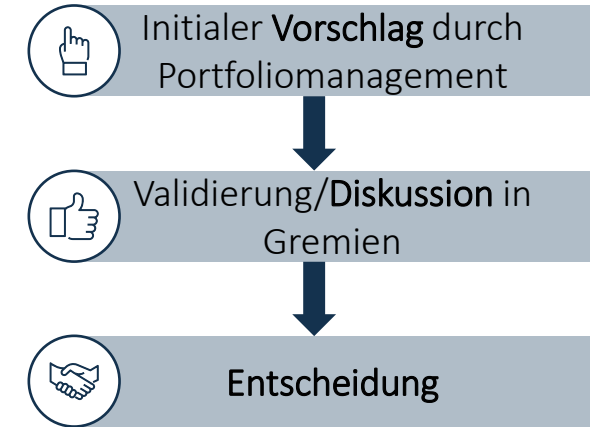 Initialer Vorschlag durch
Portfoliomanagement
Validierung/Diskussion in
Gremien
Entscheidung